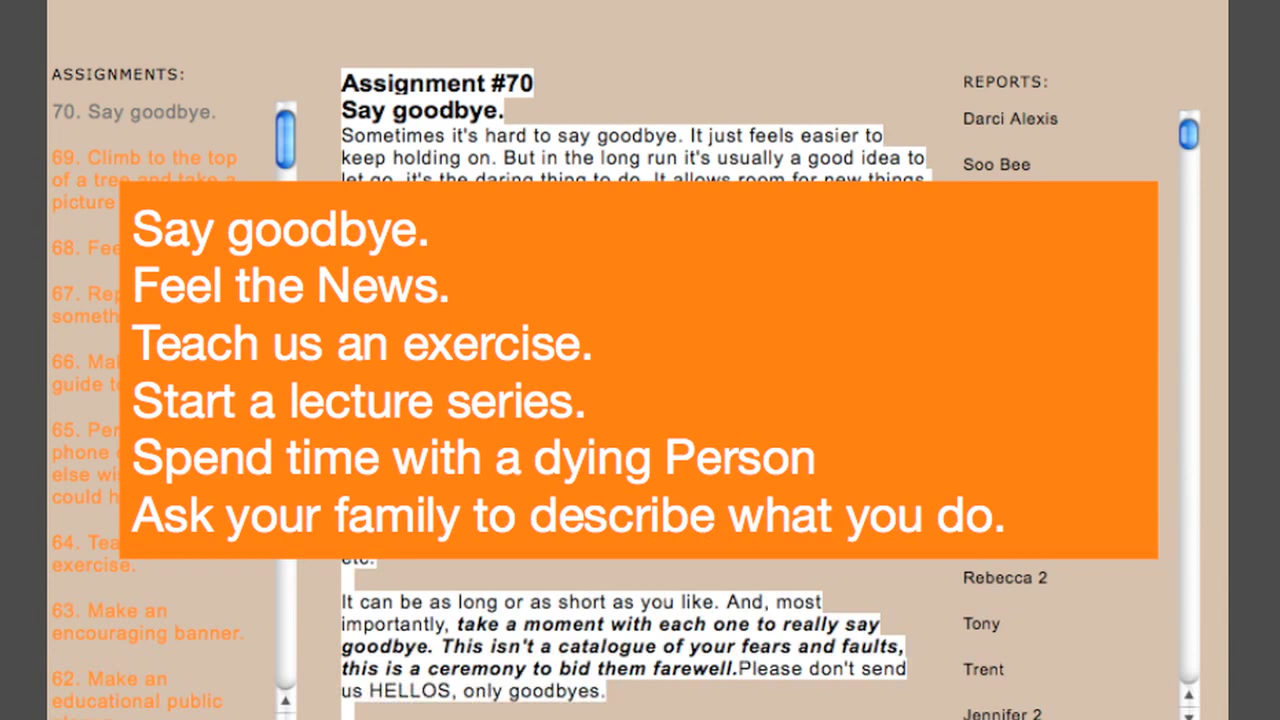 ASSIGNMENTS:
70. Say goodbye.
69. Climb to the top
of a tree and take a
picture
68.
67.
66.
guide
65.
phone
else
could
64.
exercise.
63. Make an
encouraging banner.
62. Make an
educational public
Assignment #70
Say goodbye.
Sometimes it's hard to say goodbye. It just feels easier to
keep holding on. But in the long run it's usually a good idea to
let go, it's the daring thing to do. It allows room for new things
Say goodbye.
Feel the News.
Teach us an exercise.
Start a lecture series.
Spend time with a dying Person
Ask your family to describe what you do.
etc.
It can be as long or as short as you like. And, most
importantly, take a moment with each one to really say
goodbye. This isn't a catalogue of your fears and faults,
this is a ceremony to bid them farewell.Please don't send
us HELLOS, only goodbyes.
REPORTS:
Darci Alexis
Soo Bee
Rebecca 2
Tony
Trent
Jennifer 2